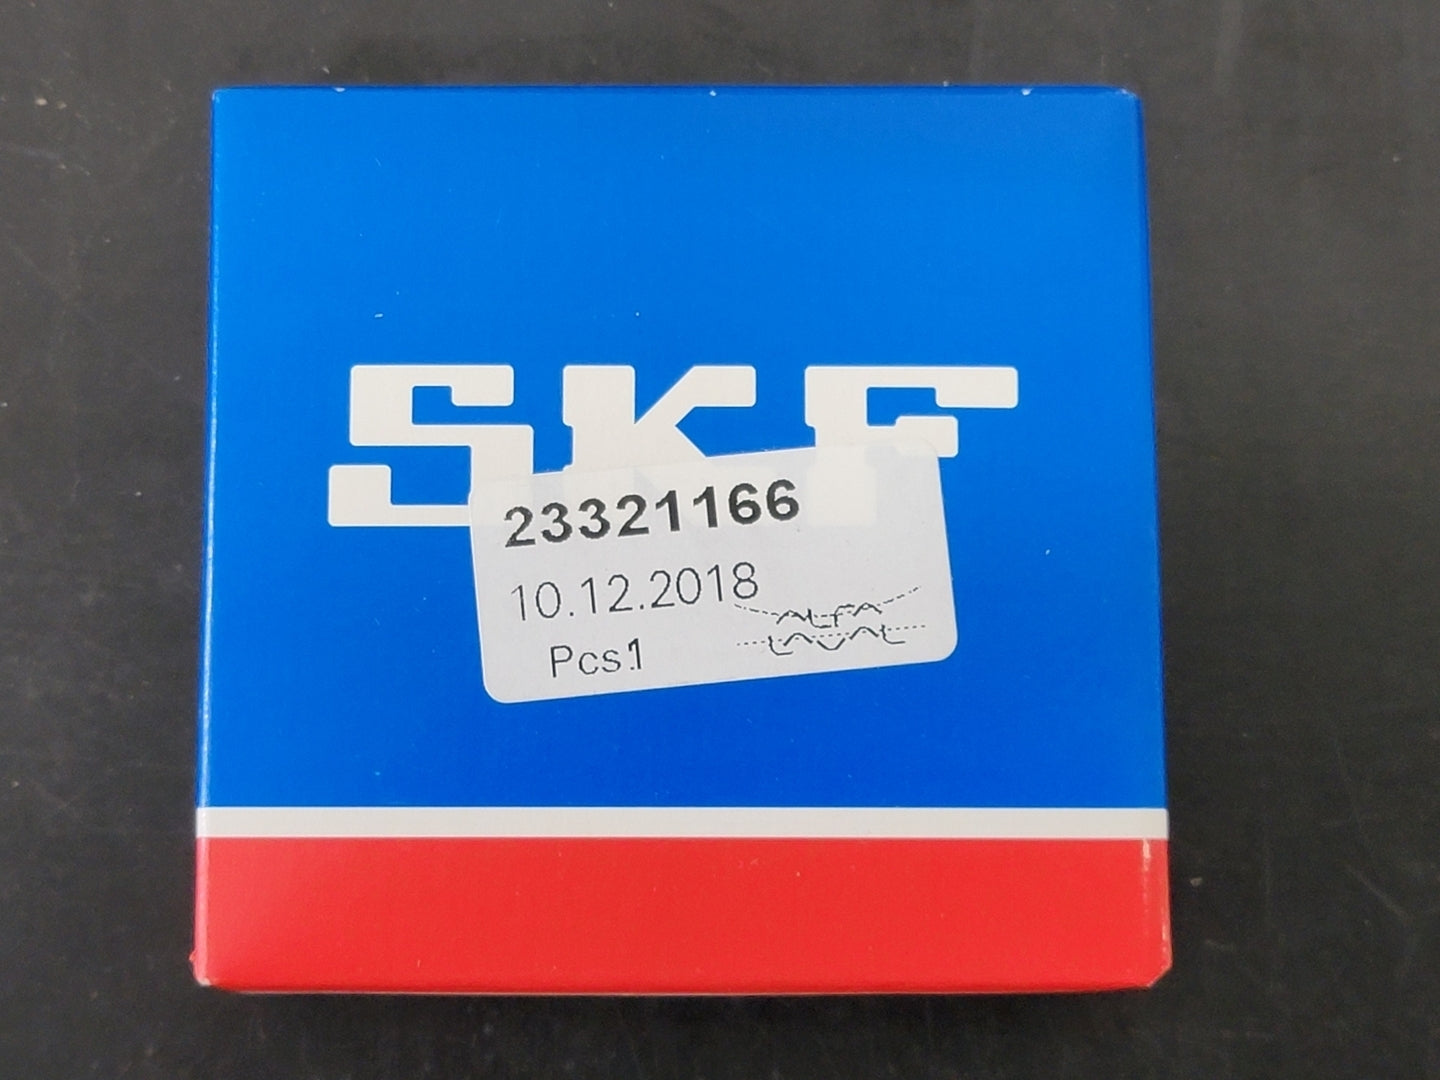 SKF
23321166
10.12.2018
Pcs1
ALFA
LAVAL